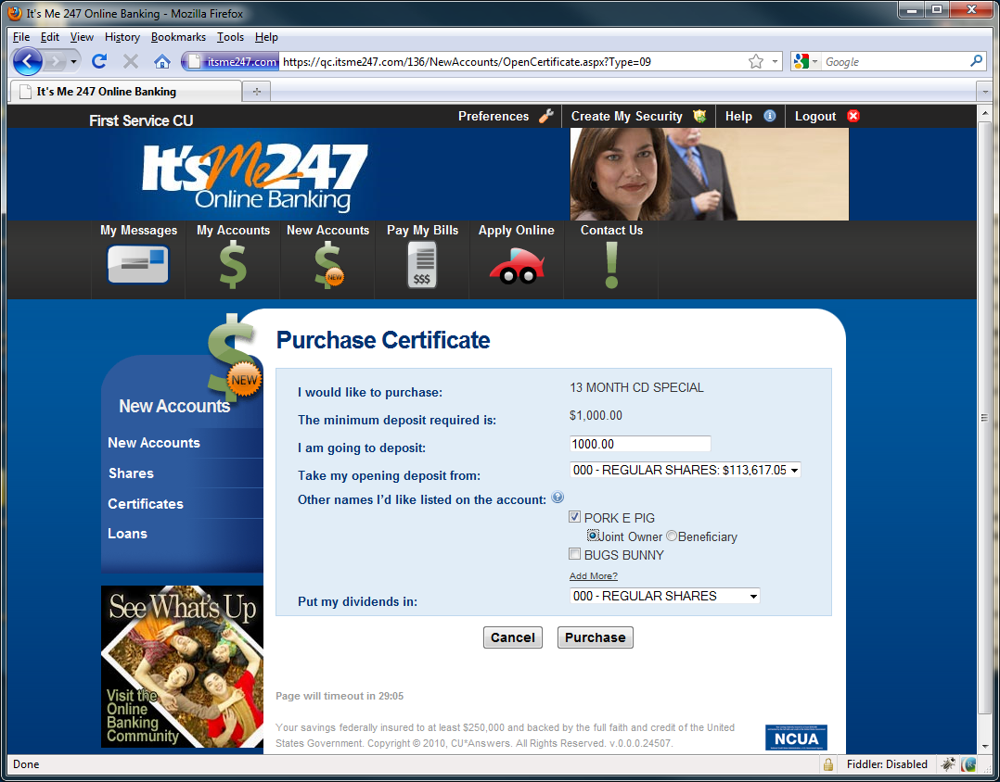 It's Me 247 Online Banking - Mozilla Firefox
File Edit View History Bookmarks Tools Help
itsme247.com https://qc.itsme247.com/136/NewAccounts/OpenCertificate.aspx?Type=09 Google
It's Me 247 Online Banking
First Service CU Preferences Create My Security Help Logout
It's Me 247
Online Banking
My Messages My Accounts New Accounts Pay My Bills Apply Online Contact Us
NEW
$$$
Purchase Certificate
NEW
New Accounts
New Accounts
Shares
Certificates
Loans
I would like to purchase: 13 MONTH CD SPECIAL
The minimum deposit required is: $1,000.00
I am going to deposit: 1000.00
Take my opening deposit from: 000 - REGULAR SHARES: $113,617.05
Other names I'd like listed on the account:
PORK E PIG
Joint Owner Beneficiary
BUGS BUNNY
Add More?
Put my dividends in: 000 - REGULAR SHARES
Cancel Purchase
See What's Up
Visit the
Online
Banking
Community
Page will timeout in 29:05
Your savings federally insured to at least $250,000 and backed by the full faith and credit of the United
States Government. Copyright © 2010, CU*Answers. All Rights Reserved. v.0.0.0.24507.
NCUA
Done Fiddler: Disabled